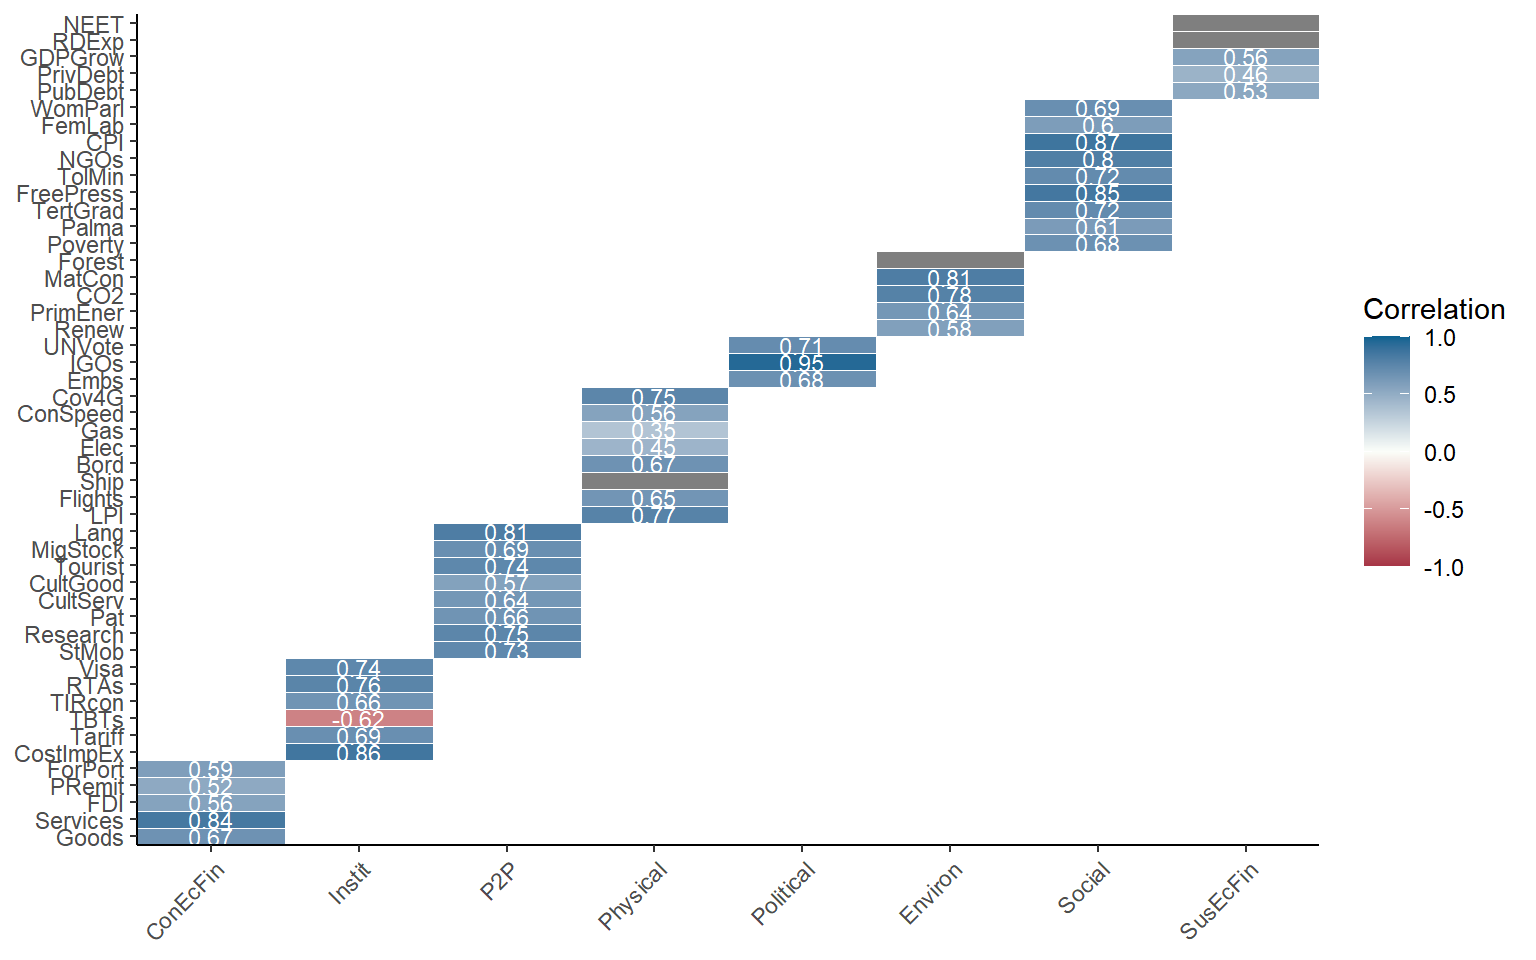 NEET
RDExp
GDPGrow 0.56
PrivDebt 0.46
PubDebt 0.53
WomParl 0.69
FemLab 0.6
CPI 0.87
NGOs 0.8
TolMin 0.72
FreePress 0.85
TertGrad 0.72
Palma 0.61
Poverty 0.68
Forest
MatCon 0.81
CO2 0.78
PrimEner 0.64
Renew 0.58
UNVote 0.71
IGOs 0.95
Embs 0.68
Cov4G 0.75
ConSpeed 0.56
Gas 0.35
Elec 0.45
Bord 0.67
Ship
Flights 0.65
LPI 0.77
Lang 0.81
MigStock 0.69
Tourist 0.74
CultGood 0.57
CultServ 0.64
Pat 0.66
Research 0.75
StMob 0.73
Visa 0.74
RTAs 0.76
TIRcon 0.66
TBTs -0.62
Tariff 0.69
CostImpEx 0.86
ForPort 0.59
PRemit 0.52
FDI 0.56
Services 0.84
Goods 0.67
ConEcFin Instit P2P Physical Political Environ Social SusEcFin
Correlation
1.0
0.5
0.0
-0.5
-1.0